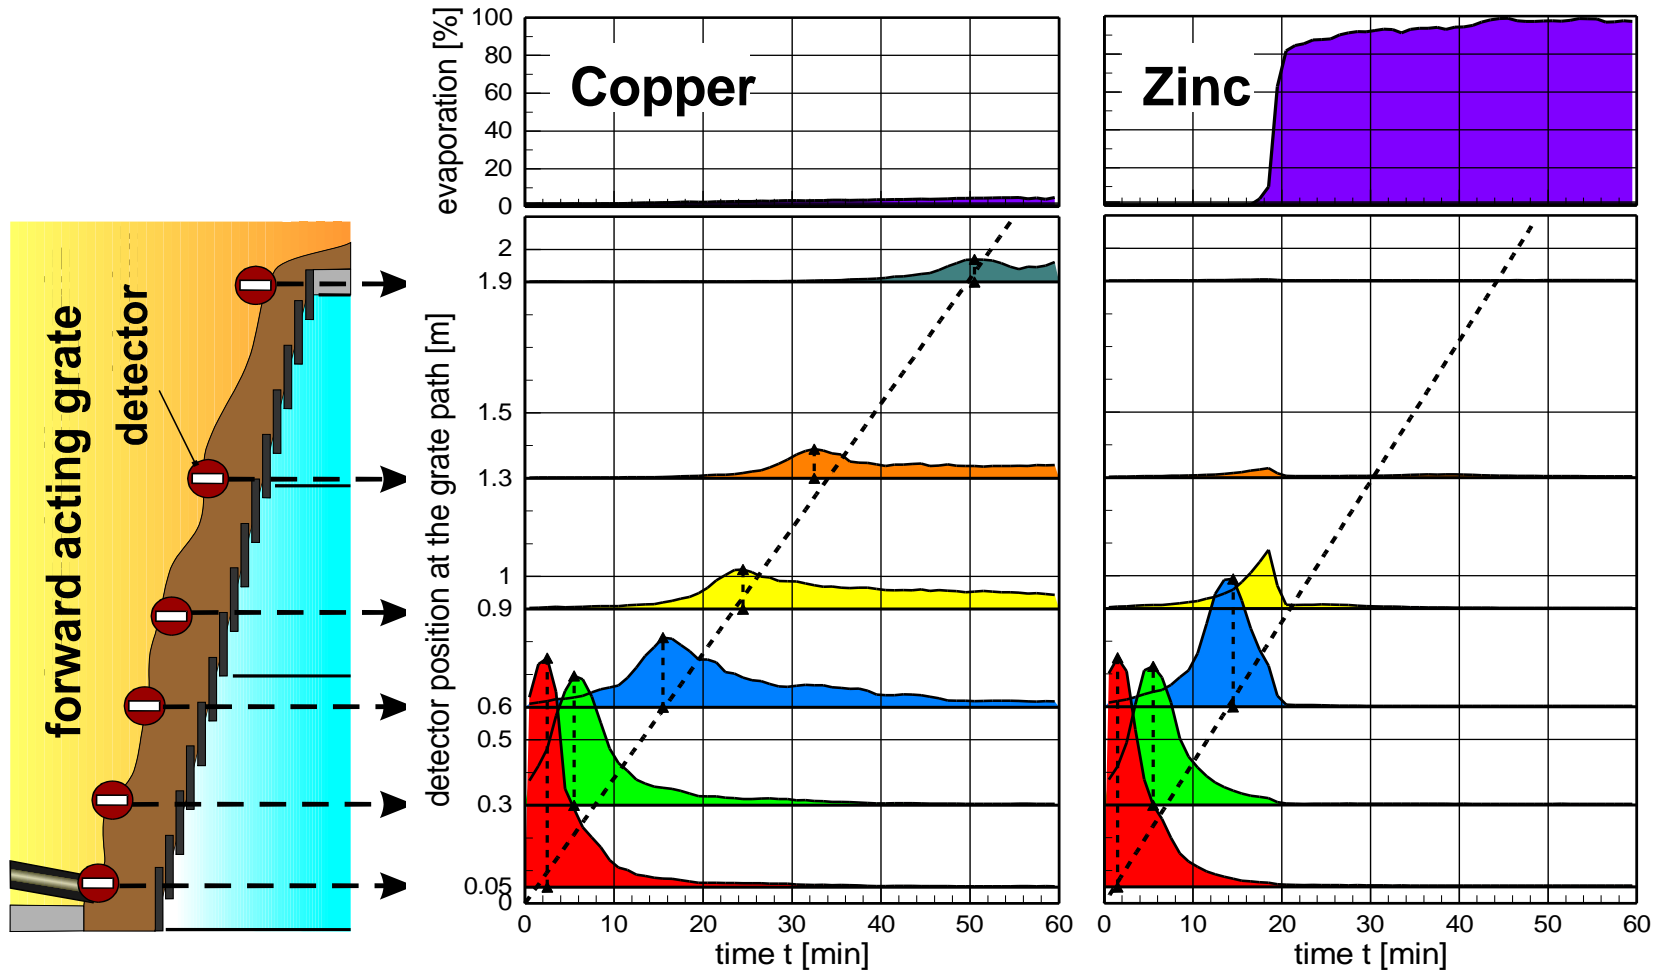 forward acting grate
detector
evaporation [%]
100
80
60
40
20
0
Copper
Zinc
detector position at the grate path [m]
2
1.9
1.5
1.3
1
0.9
0.6
0.5
0.3
0.05
0
0 10 20 30 40 50 60
time t [min]
0 10 20 30 40 50 60
time t [min]